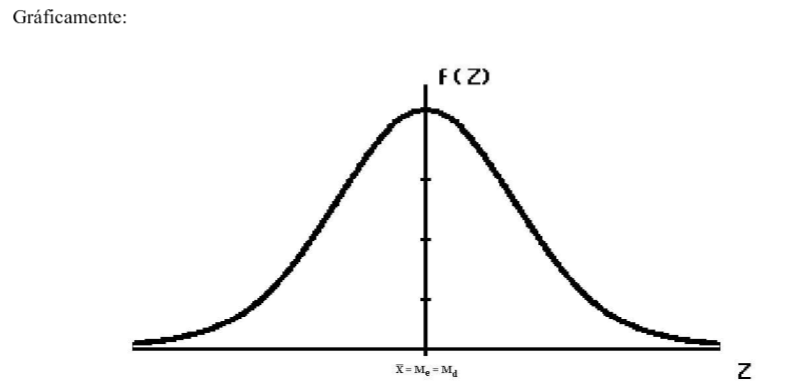 Gráficamente:
F(Z)
X̄ = Me = Md
Z